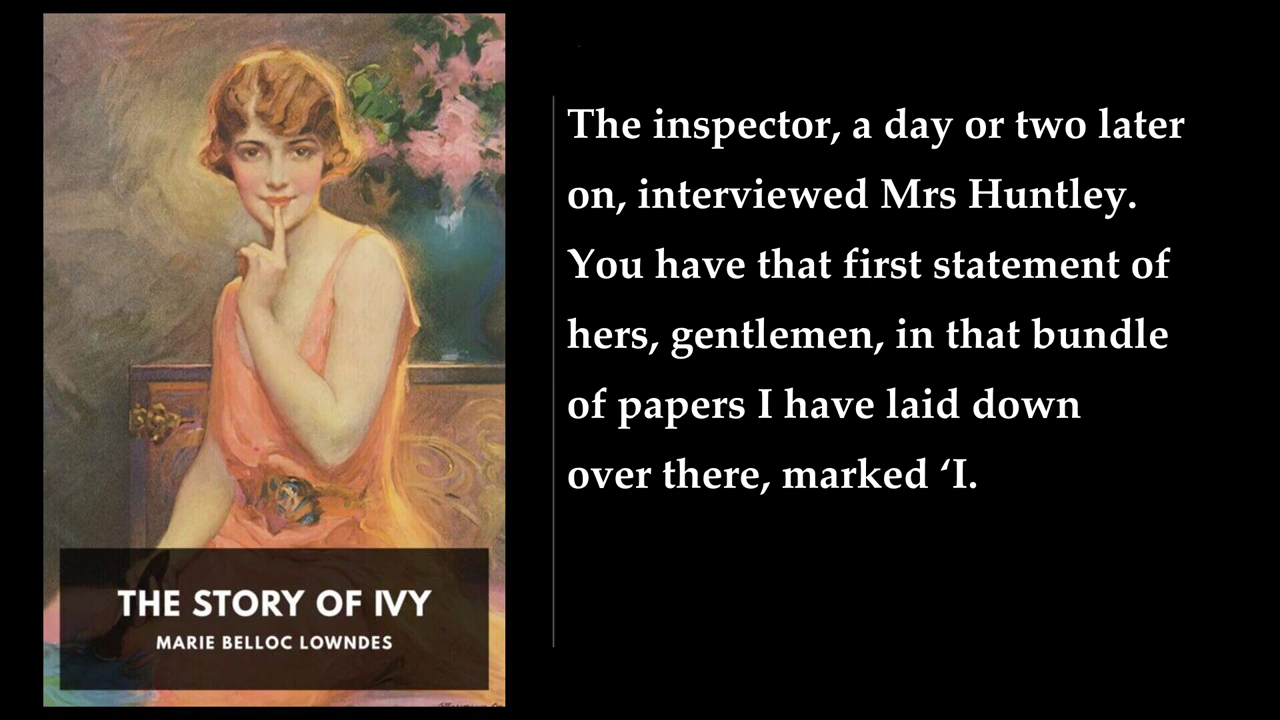 THE STORY OF IVY
MARIE BELLOC LOWNDES
The inspector, a day or two later
on, interviewed Mrs Huntley.
You have that first statement of
hers, gentlemen, in that bundle
of papers I have laid down
over there, marked ‘I.